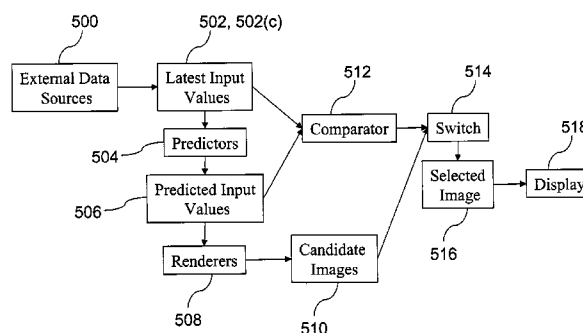 500
502, 502(c)
External Data
Sources
Latest Input
Values
512
514
518
Comparator
Switch
504
Predictors
Selected
Image
Display
506
Predicted Input
Values
516
Renderers
Candidate
Images
508
510